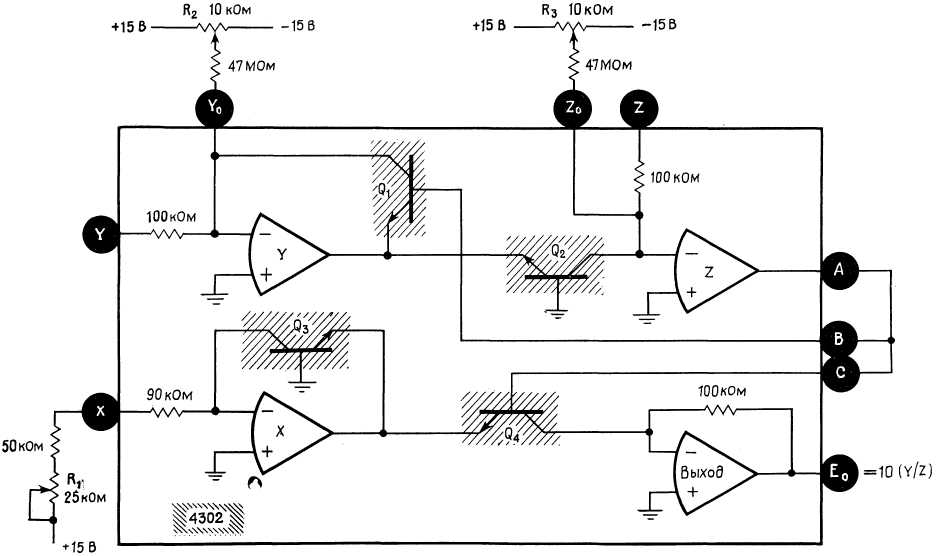 R₂ 10 кОм
+15 В
–15 В
47 МОм
R₃ 10 кОм
+15 В
–15 В
47 МОм
Y₀
Z₀
Z
Q₁
100 кОм
Y
100 кОм
–
Y
+
Q₂
–
Z
+
A
B
C
Q₃
X
90 кОм
–
X
+
Q₄
100 кОм
–
Выход
+
E₀
=10 (Y/Z)
50 кОм
R₁
25 кОм
+15 В
4302